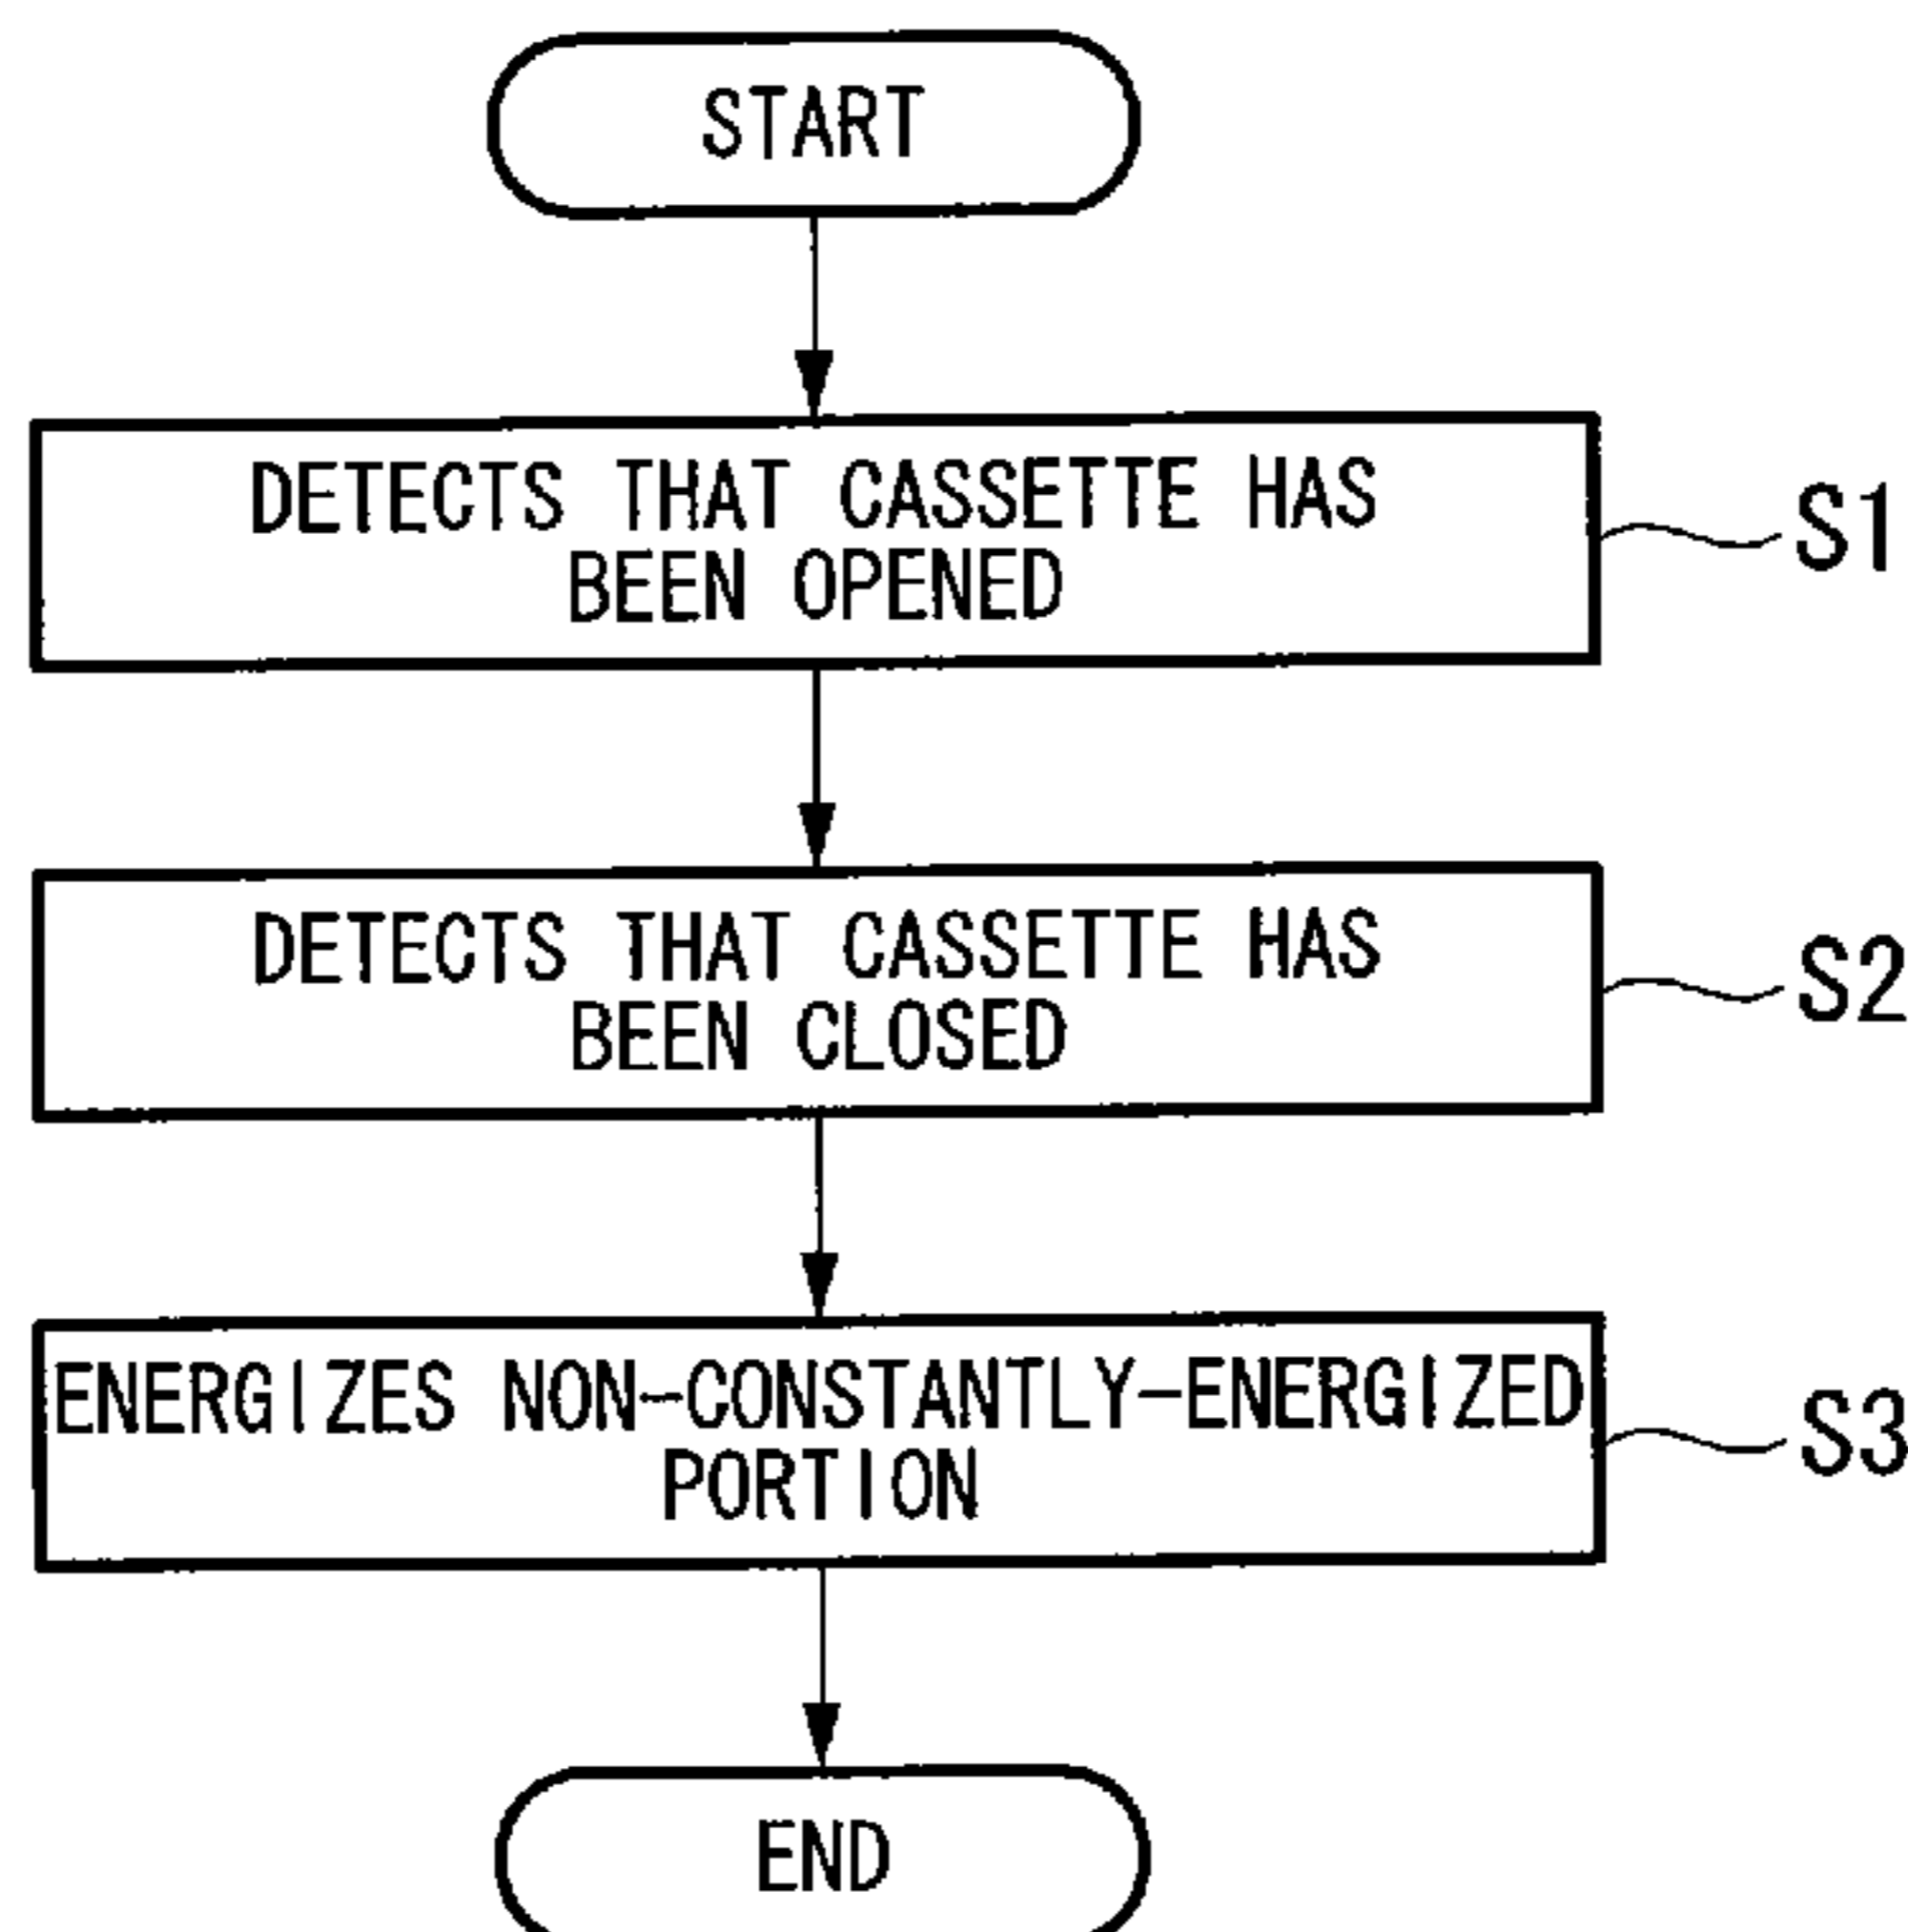 START
DETECTS THAT CASSETTE HAS
BEEN OPENED
S1
DETECTS THAT CASSETTE HAS
BEEN CLOSED
S2
ENERGIZES NON-CONSTANTLY-ENERGIZED
PORTION
S3
END